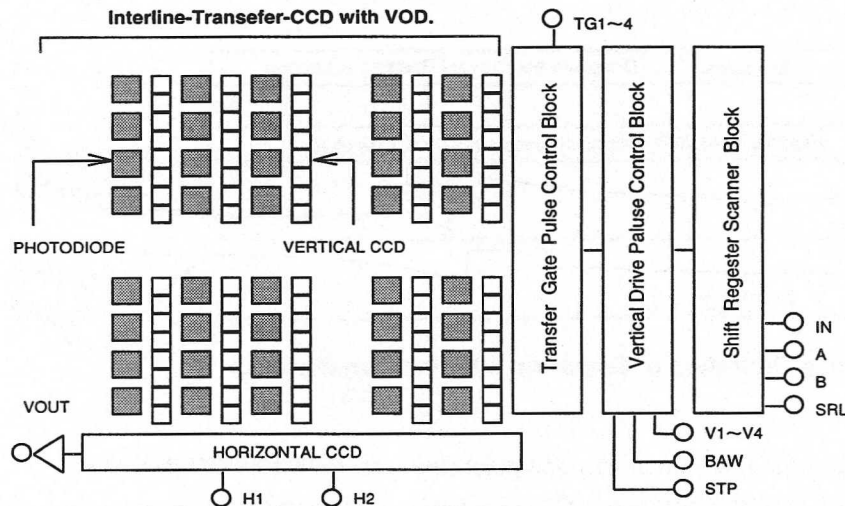 Interline-Transefer-CCD with VOD.
TG1~4
PHOTODIODE
VERTICAL CCD
Transfer Gate Pulse Control Block
Vertical Drive Paluse Control Block
Shift Regester Scanner Block
IN
A
B
SRL
VOUT
HORIZONTAL CCD
H1
H2
V1~V4
BAW
STP